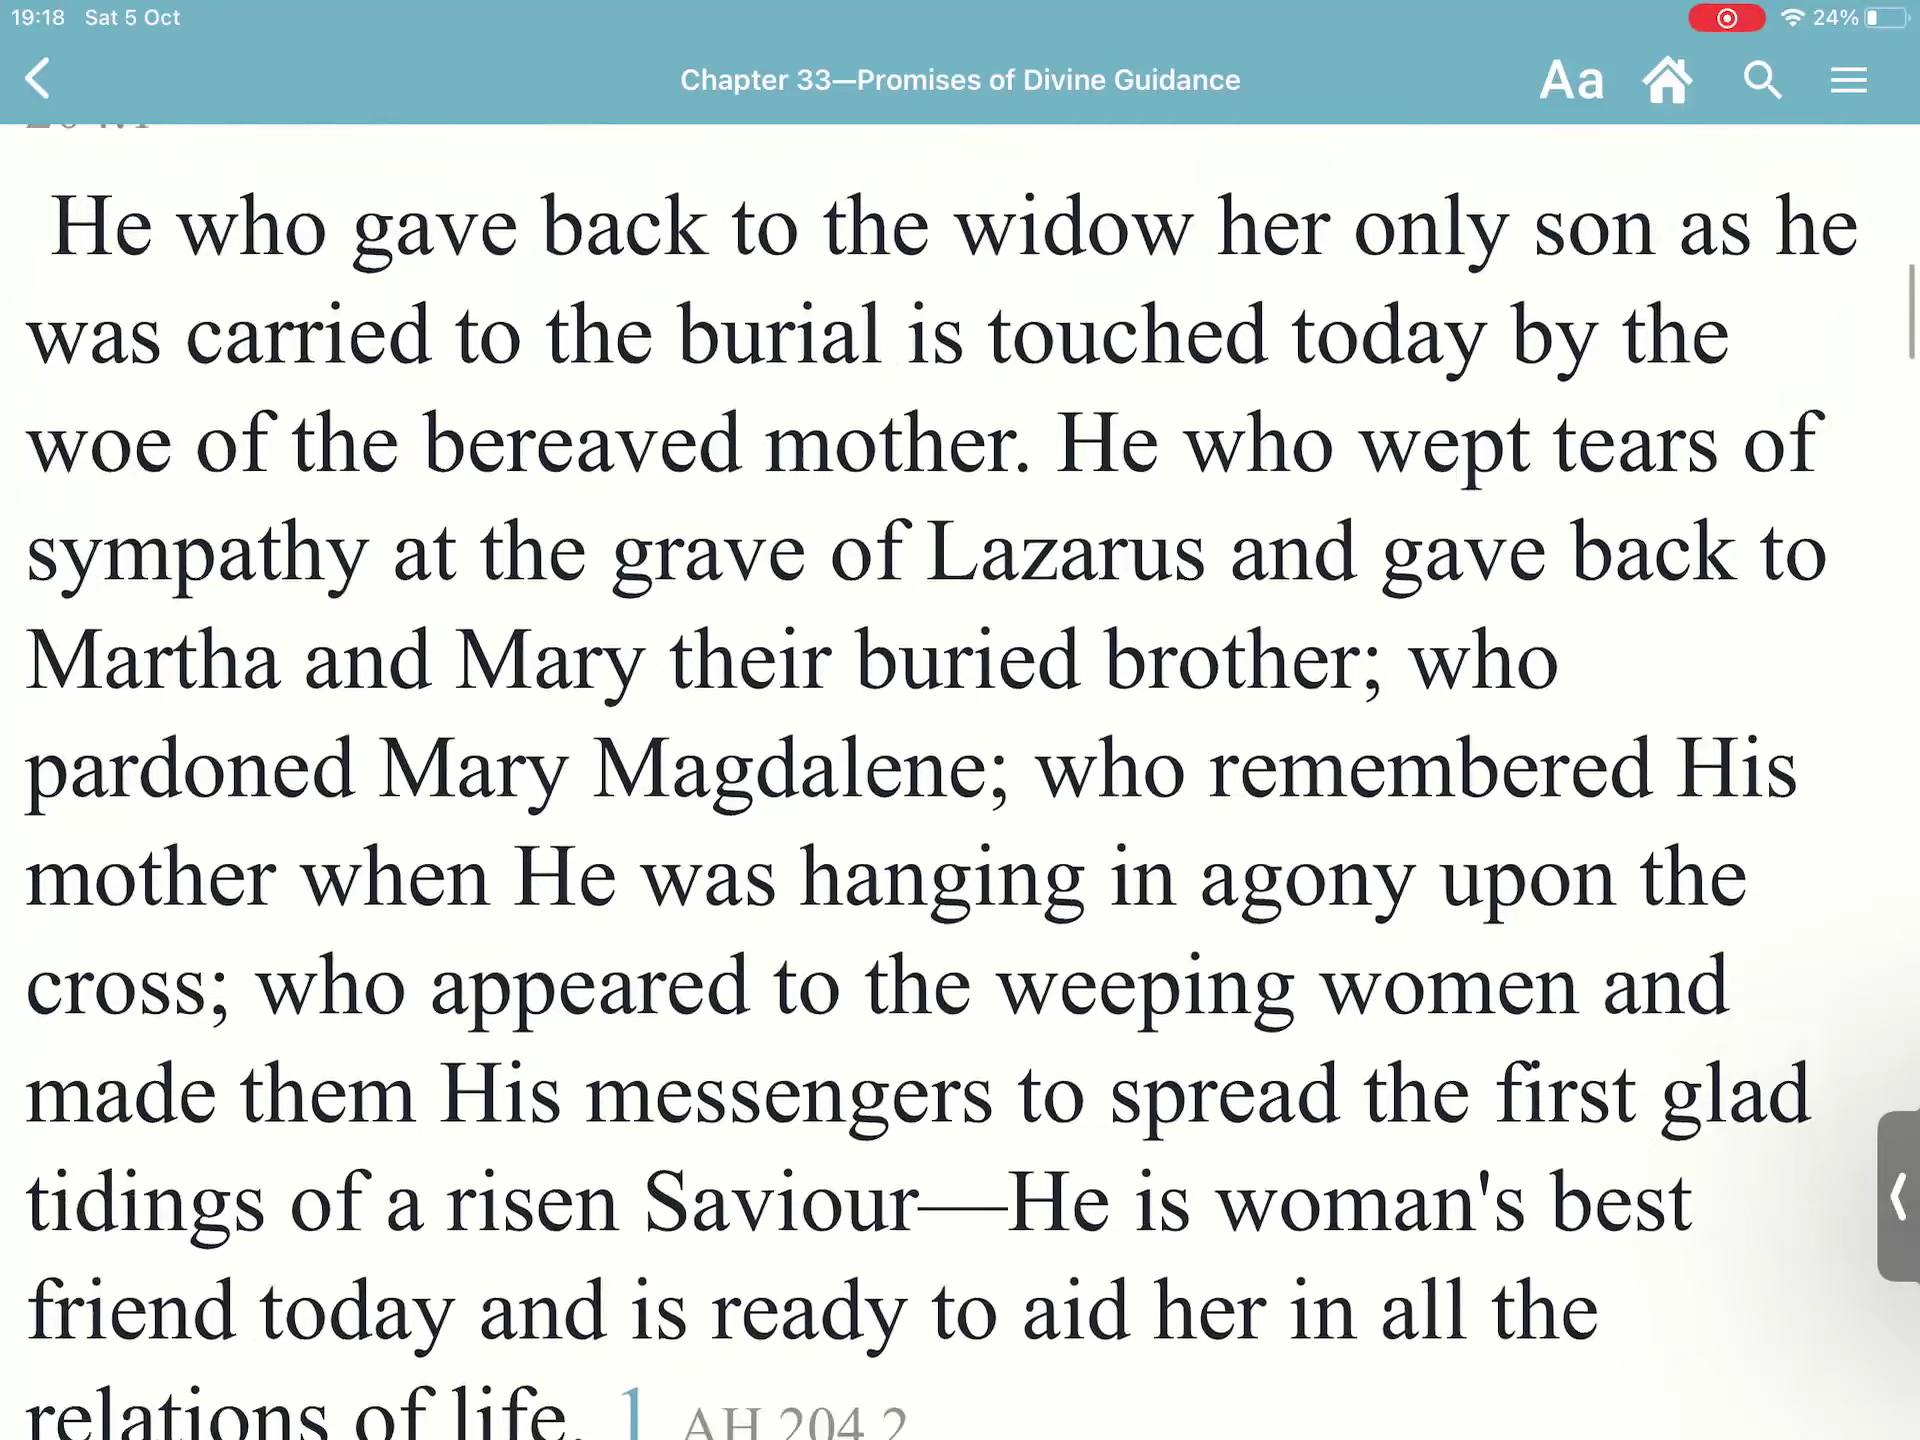 19:18 Sat 5 Oct
24%
Chapter 33—Promises of Divine Guidance
Aa
He who gave back to the widow her only son as he
was carried to the burial is touched today by the
woe of the bereaved mother. He who wept tears of
sympathy at the grave of Lazarus and gave back to
Martha and Mary their buried brother; who
pardoned Mary Magdalene; who remembered His
mother when He was hanging in agony upon the
cross; who appeared to the weeping women and
made them His messengers to spread the first glad
tidings of a risen Saviour—He is woman's best
friend today and is ready to aid her in all the
relations of life. 1 AH 204.2